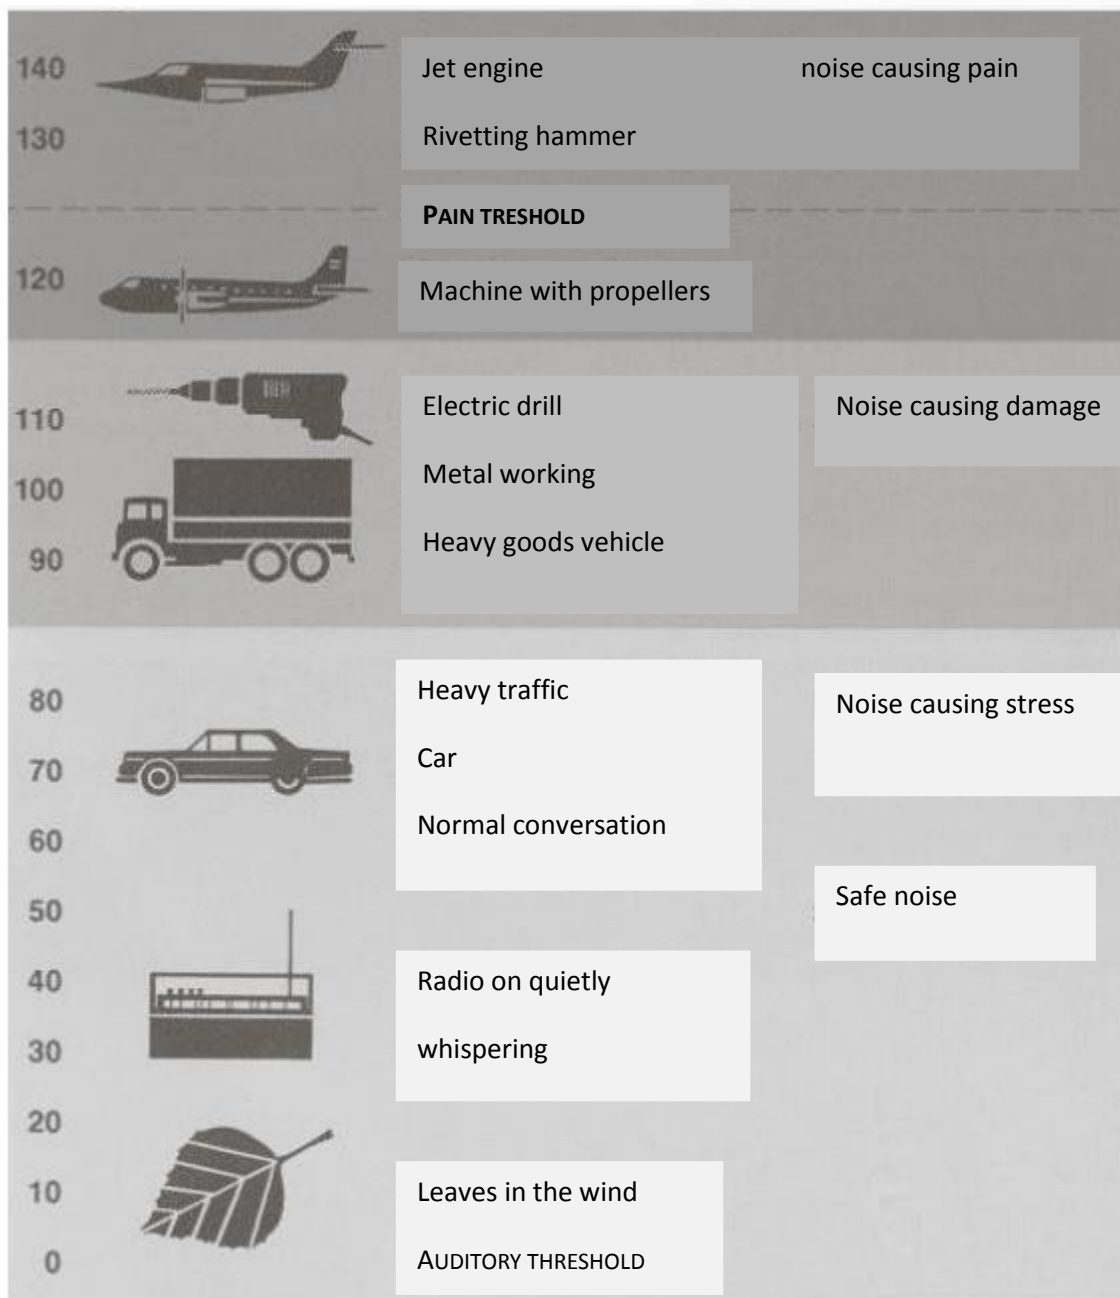 140 Jet engine noise causing pain
130 Rivetting hammer
PAIN TRESHOLD
120 Machine with propellers
110 Electric drill Noise causing damage
100 Metal working
90 Heavy goods vehicle
80 Heavy traffic Noise causing stress
70 Car
60 Normal conversation
50 Safe noise
40 Radio on quietly
30 whispering
20
10 Leaves in the wind
0 AUDITORY THRESHOLD